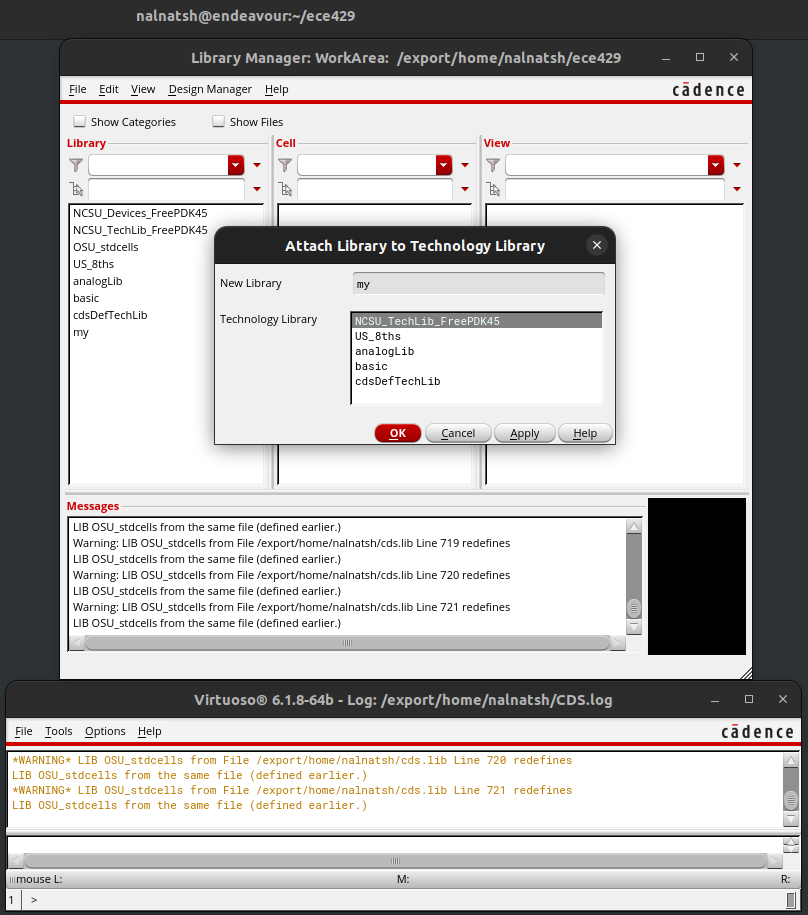 nalnatsh@endeavour:~/ece429
Library Manager: WorkArea: /export/home/nalnatsh/ece429
File Edit View Design Manager Help
cādence
Show Categories Show Files
Library Cell View
NCSU_Devices_FreePDK45
NCSU_TechLib_FreePDK45
OSU_stdcells
US_8ths
analogLib
basic
cdsDefTechLib
my
Attach Library to Technology Library
New Library my
Technology Library
NCSU_TechLib_FreePDK45
US_8ths
analogLib
basic
cdsDefTechLib
OK Cancel Apply Help
Messages
LIB OSU_stdcells from the same file (defined earlier.)
Warning: LIB OSU_stdcells from File /export/home/nalnatsh/cds.lib Line 719 redefines
LIB OSU_stdcells from the same file (defined earlier.)
Warning: LIB OSU_stdcells from File /export/home/nalnatsh/cds.lib Line 720 redefines
LIB OSU_stdcells from the same file (defined earlier.)
Warning: LIB OSU_stdcells from File /export/home/nalnatsh/cds.lib Line 721 redefines
LIB OSU_stdcells from the same file (defined earlier.)
Virtuoso® 6.1.8-64b - Log: /export/home/nalnatsh/CDS.log
File Tools Options Help
cādence
*WARNING* LIB OSU_stdcells from File /export/home/nalnatsh/cds.lib Line 720 redefines
LIB OSU_stdcells from the same file (defined earlier.)
*WARNING* LIB OSU_stdcells from File /export/home/nalnatsh/cds.lib Line 721 redefines
LIB OSU_stdcells from the same file (defined earlier.)
mouse L: M: R:
1 >